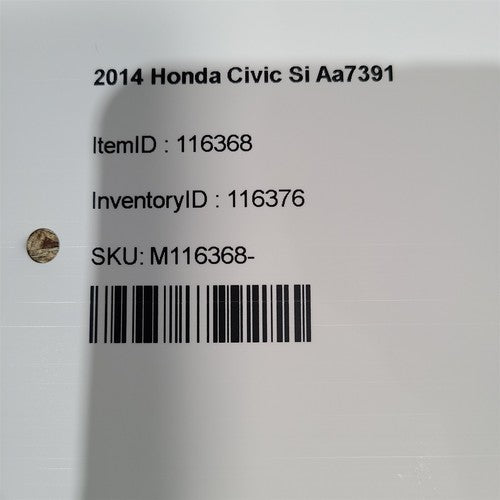 2014 Honda Civic Si Aa7391
ItemID : 116368
InventoryID : 116376
SKU: M116368-